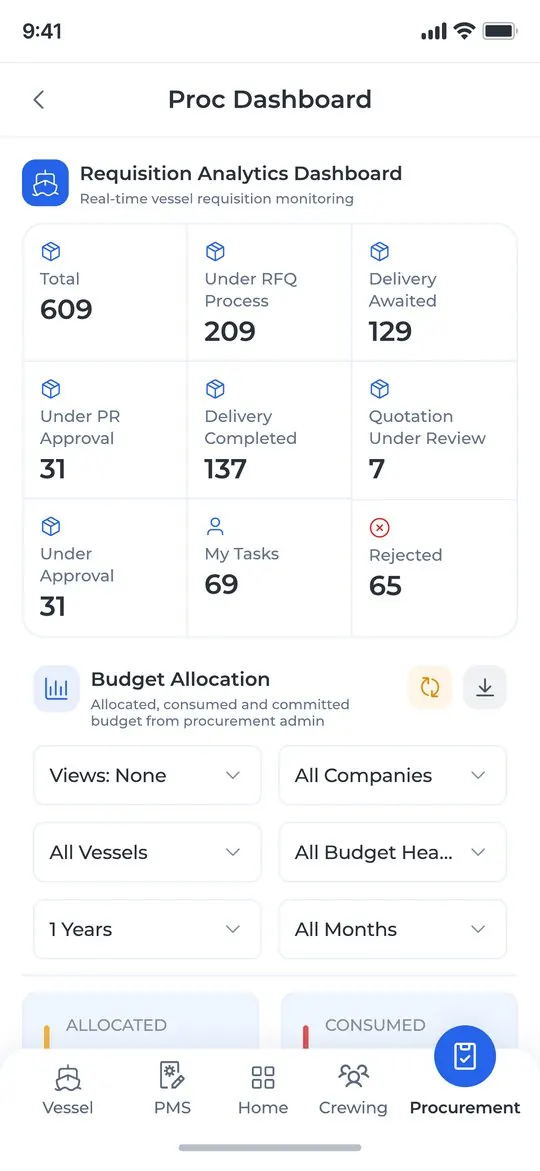 9:41
Proc Dashboard
Requisition Analytics Dashboard
Real-time vessel requisition monitoring
Total
609
Under RFQ
Process
209
Delivery
Awaited
129
Under PR
Approval
31
Delivery
Completed
137
Quotation
Under Review
7
Under
Approval
31
My Tasks
69
Rejected
65
Budget Allocation
Allocated, consumed and committed
budget from procurement admin
Views: None
All Companies
All Vessels
All Budget Hea...
1 Years
All Months
ALLOCATED
CONSUMED
Vessel
PMS
Home
Crewing
Procurement